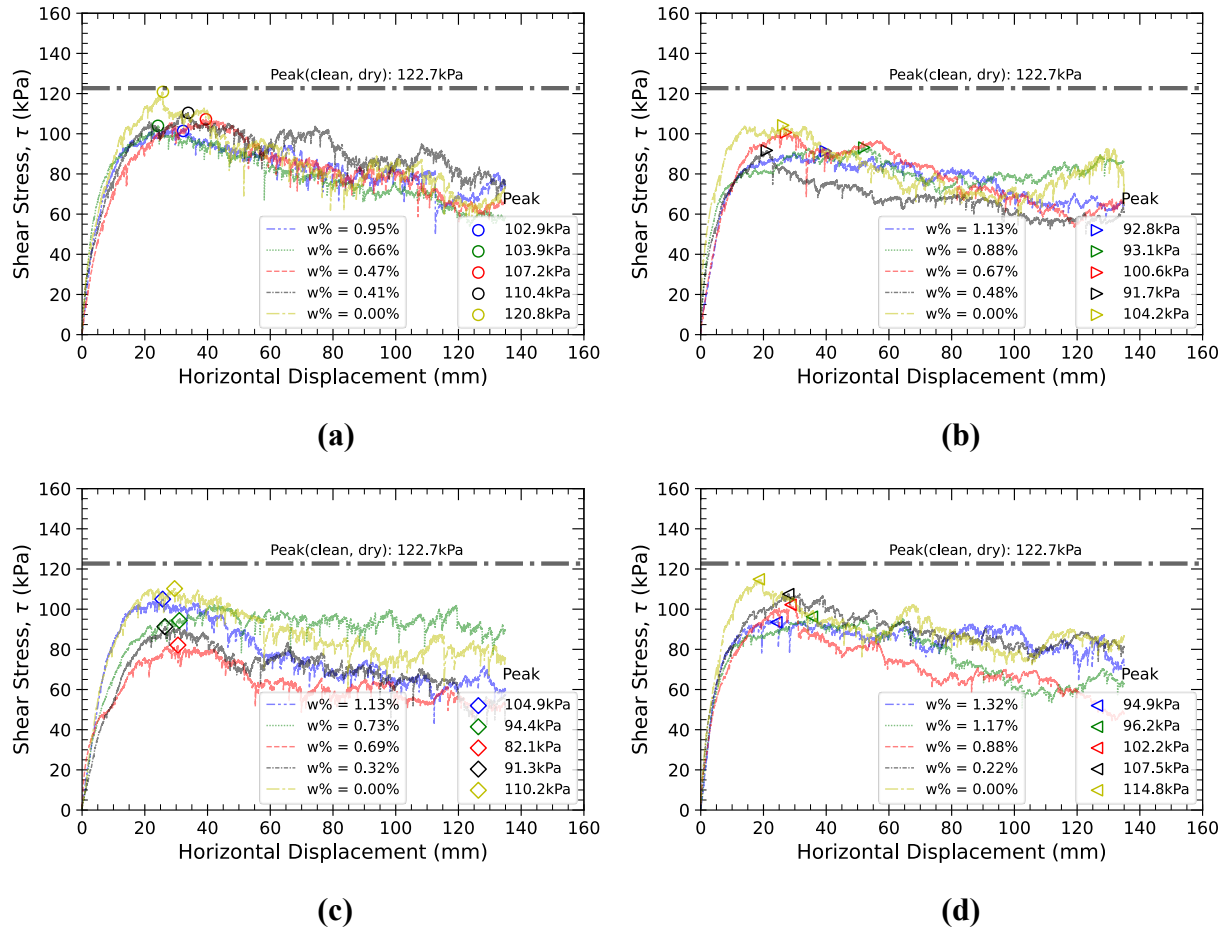 160
140
120
100
80
60
40
20
0
Shear Stress, τ (kPa)
Peak(clean, dry): 122.7kPa
Peak
w% = 0.95%
w% = 0.66%
w% = 0.47%
w% = 0.41%
w% = 0.00%
102.9kPa
103.9kPa
107.2kPa
110.4kPa
120.8kPa
0 20 40 60 80 100 120 140 160
Horizontal Displacement (mm)
(a)
160
140
120
100
80
60
40
20
0
Shear Stress, τ (kPa)
Peak(clean, dry): 122.7kPa
Peak
w% = 1.13%
w% = 0.88%
w% = 0.67%
w% = 0.48%
w% = 0.00%
92.8kPa
93.1kPa
100.6kPa
91.7kPa
104.2kPa
0 20 40 60 80 100 120 140 160
Horizontal Displacement (mm)
(b)
160
140
120
100
80
60
40
20
0
Shear Stress, τ (kPa)
Peak(clean, dry): 122.7kPa
Peak
w% = 1.13%
w% = 0.73%
w% = 0.69%
w% = 0.32%
w% = 0.00%
104.9kPa
94.4kPa
82.1kPa
91.3kPa
110.2kPa
0 20 40 60 80 100 120 140 160
Horizontal Displacement (mm)
(c)
160
140
120
100
80
60
40
20
0
Shear Stress, τ (kPa)
Peak(clean, dry): 122.7kPa
Peak
w% = 1.32%
w% = 1.17%
w% = 0.88%
w% = 0.22%
w% = 0.00%
94.9kPa
96.2kPa
102.2kPa
107.5kPa
114.8kPa
0 20 40 60 80 100 120 140 160
Horizontal Displacement (mm)
(d)